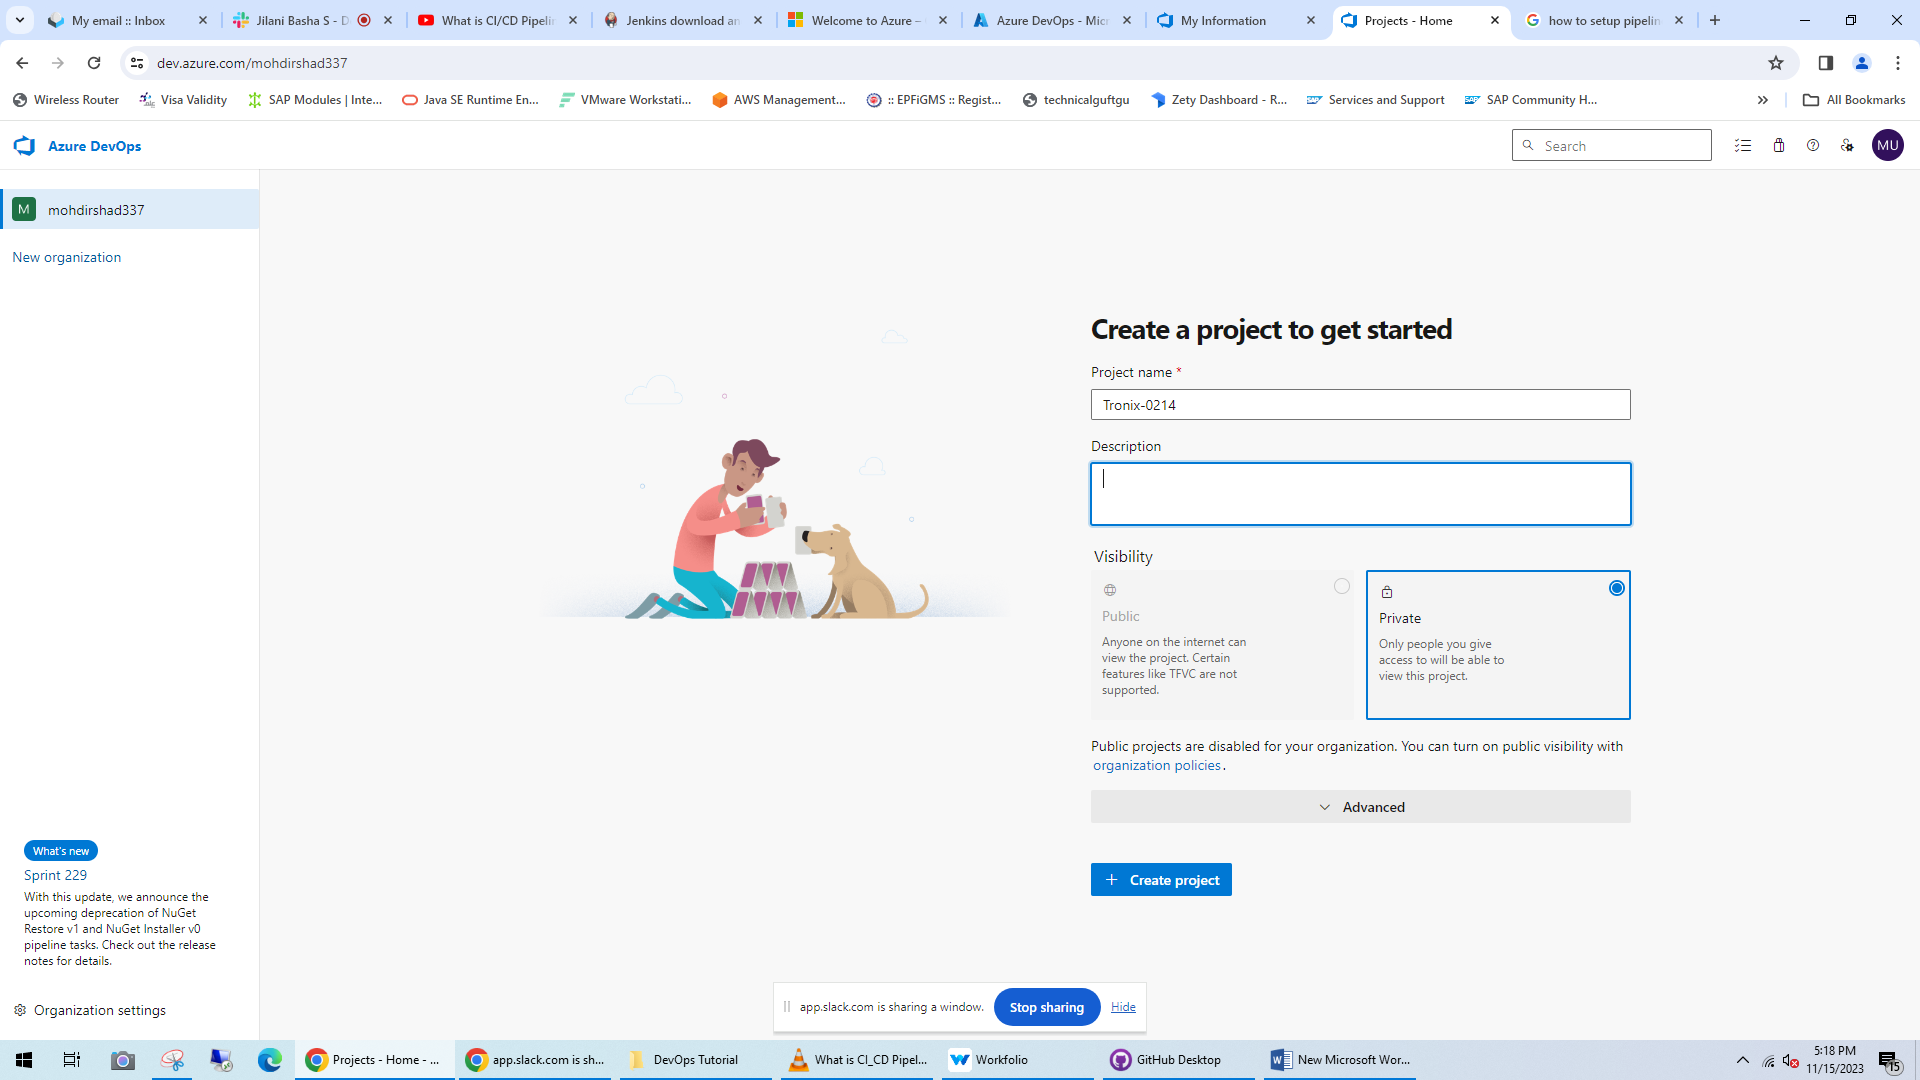 My email :: Inbox
Jilani Basha S - D
What is CI/CD Pipelin
Jenkins download an
Welcome to Azure –
Azure DevOps - Micr
My Information
Projects - Home
how to setup pipelin
dev.azure.com/mohdirshad337
Wireless Router
Visa Validity
SAP Modules | Inte...
Java SE Runtime En...
VMware Workstati...
AWS Management...
:: EPFiGMS :: Regist...
technicalguftgu
Zety Dashboard - R...
Services and Support
SAP Community H...
All Bookmarks
Azure DevOps
Search
MU
M
mohdirshad337
New organization
Create a project to get started
Project name *
Tronix-0214
Description
Visibility
Public
Anyone on the internet can
view the project. Certain
features like TFVC are not
supported.
Private
Only people you give
access to will be able to
view this project.
Public projects are disabled for your organization. You can turn on public visibility with
organization policies.
Advanced
Create project
What's new
Sprint 229
With this update, we announce the
upcoming deprecation of NuGet
Restore v1 and NuGet Installer v0
pipeline tasks. Check out the release
notes for details.
Organization settings
app.slack.com is sharing a window.
Stop sharing
Hide
Projects - Home - ...
app.slack.com is sh...
DevOps Tutorial
What is CI_CD Pipel...
Workfolio
GitHub Desktop
New Microsoft Wor...
5:18 PM
11/15/2023
15